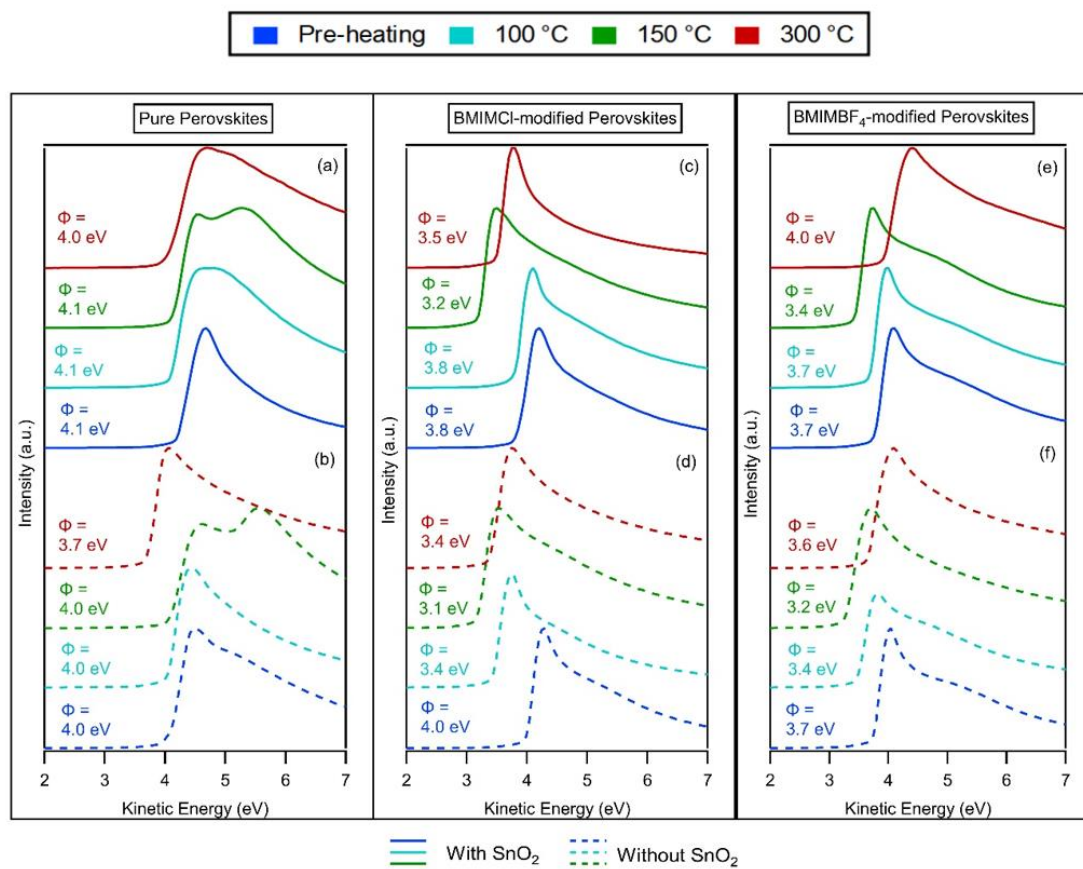 Pre-heating 100 °C 150 °C 300 °C
Pure Perovskites
BMIMCl-modified Perovskites
BMIMBF₄-modified Perovskites
(a)
Φ =
4.0 eV
Φ =
4.1 eV
Φ =
4.1 eV
Φ =
4.1 eV
(b)
Φ =
3.7 eV
Φ =
4.0 eV
Φ =
4.0 eV
Φ =
4.0 eV
Intensity (a.u.)
2 3 4 5 6 7
Kinetic Energy (eV)
(c)
Φ =
3.5 eV
Φ =
3.2 eV
Φ =
3.8 eV
Φ =
3.8 eV
(d)
Φ =
3.4 eV
Φ =
3.1 eV
Φ =
3.4 eV
Φ =
4.0 eV
Intensity (a.u.)
2 3 4 5 6 7
Kinetic Energy (eV)
(e)
Φ =
4.0 eV
Φ =
3.4 eV
Φ =
3.7 eV
Φ =
3.7 eV
(f)
Φ =
3.6 eV
Φ =
3.2 eV
Φ =
3.4 eV
Φ =
3.7 eV
Intensity (a.u.)
2 3 4 5 6 7
Kinetic Energy (eV)
With SnO₂ Without SnO₂